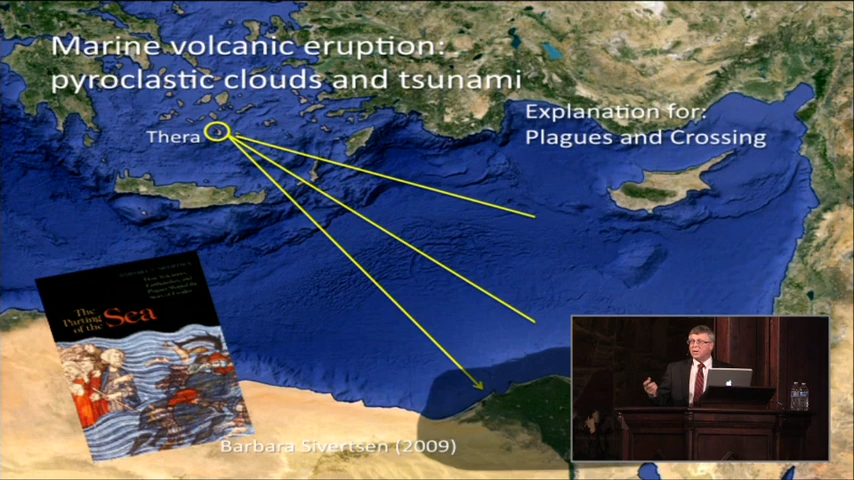 Marine volcanic eruption:
pyroclastic clouds and tsunami
Explanation for:
Plagues and Crossing
Thera
The
Parting
of the
Sea
Barbara Sivertsen (2009)